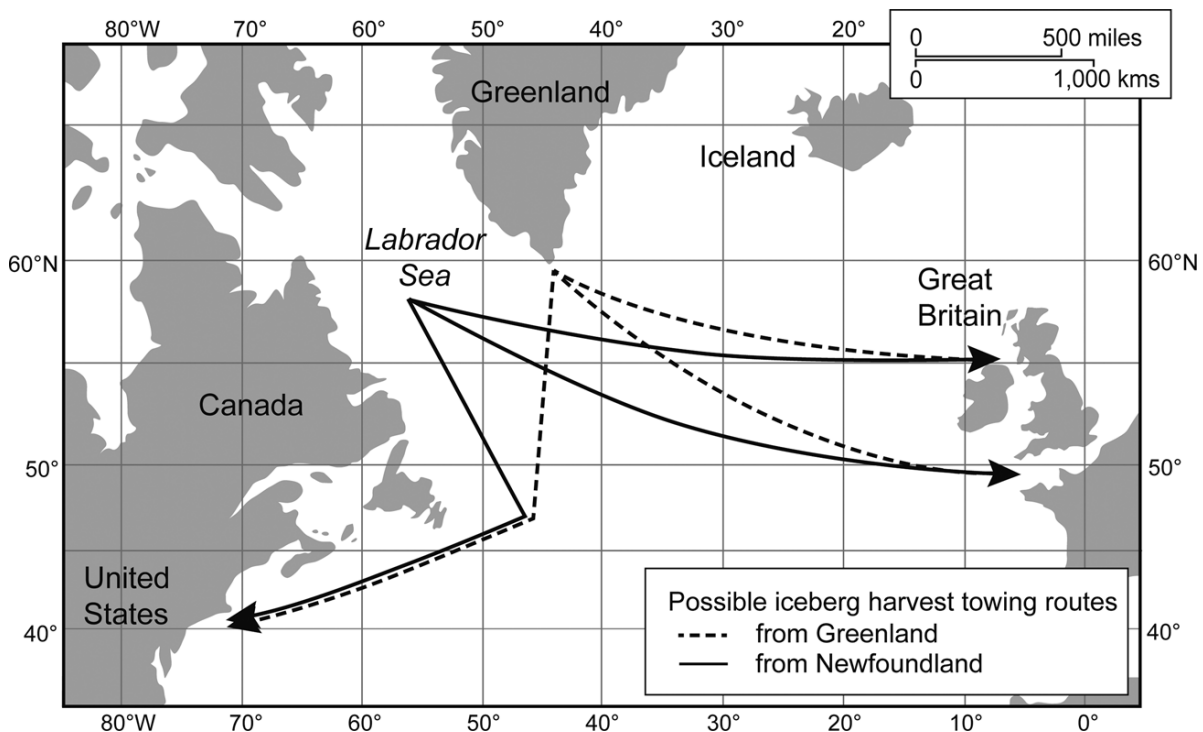 80°W 70° 60° 50° 40° 30° 20°
0 500 miles
0 1,000 kms
Greenland
Iceland
Labrador
Sea
60°N 60°N
Great
Britain
Canada
50° 50°
United
States
40° 40°
Possible iceberg harvest towing routes
from Greenland
from Newfoundland
80°W 70° 60° 50° 40° 30° 20° 10° 0°